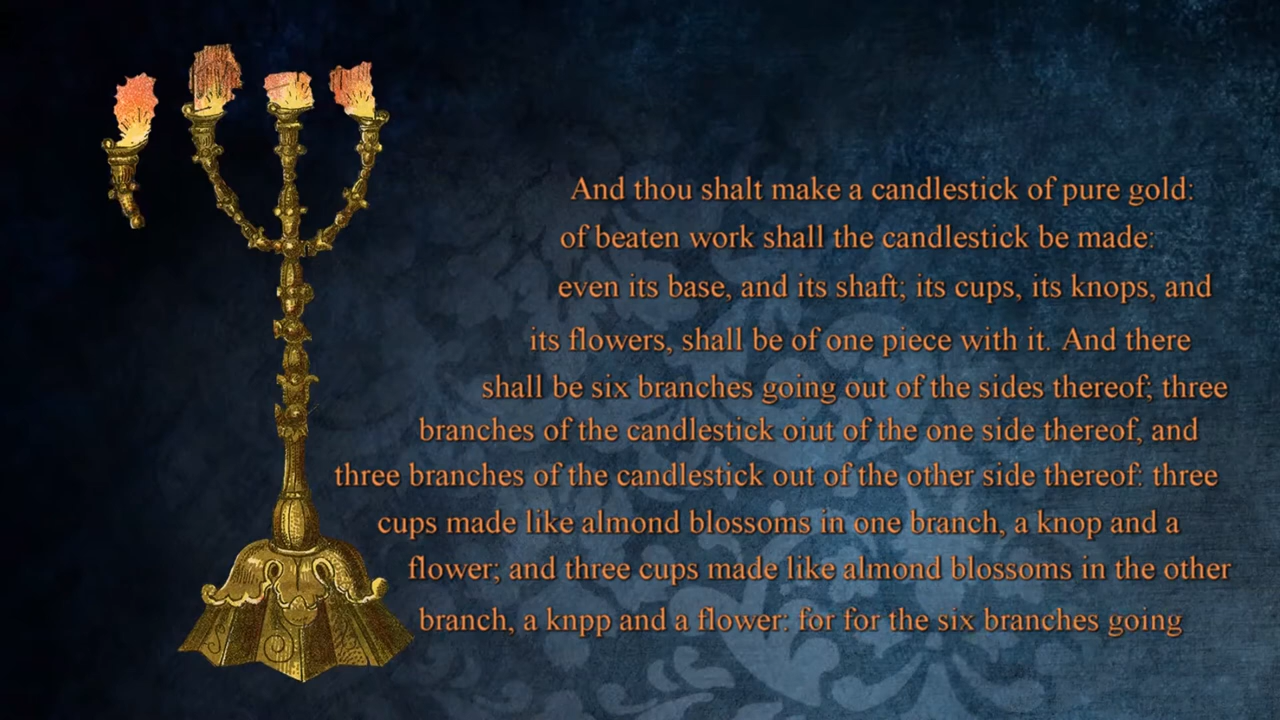 And thou shalt make a candlestick of pure gold:
of beaten work shall the candlestick be made:
even its base, and its shaft; its cups, its knops, and
its flowers, shall be of one piece with it. And there
shall be six branches going out of the sides thereof; three
branches of the candlestick oiut of the one side thereof, and
three branches of the candlestick out of the other side thereof: three
cups made like almond blossoms in one branch, a knop and a
flower; and three cups made like almond blossoms in the other
branch, a knpp and a flower: for for the six branches going